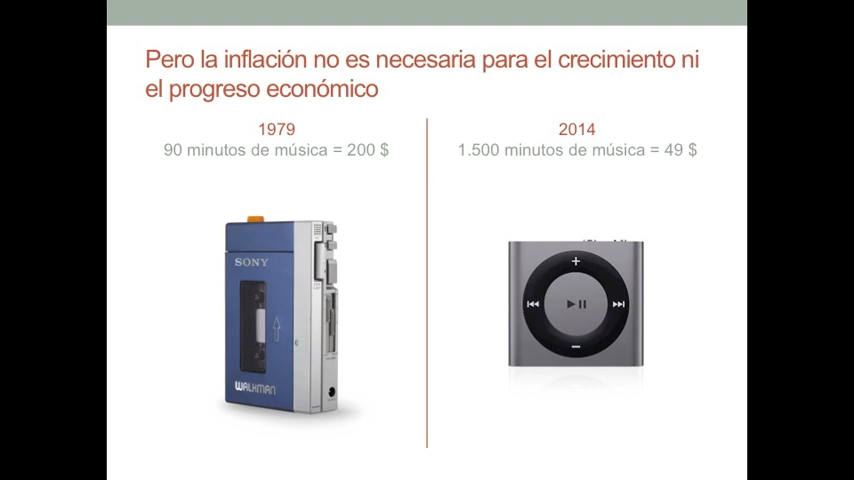 Pero la inflación no es necesaria para el crecimiento ni
el progreso económico
1979
90 minutos de música = 200 $
2014
1.500 minutos de música = 49 $
SONY
WALKMAN